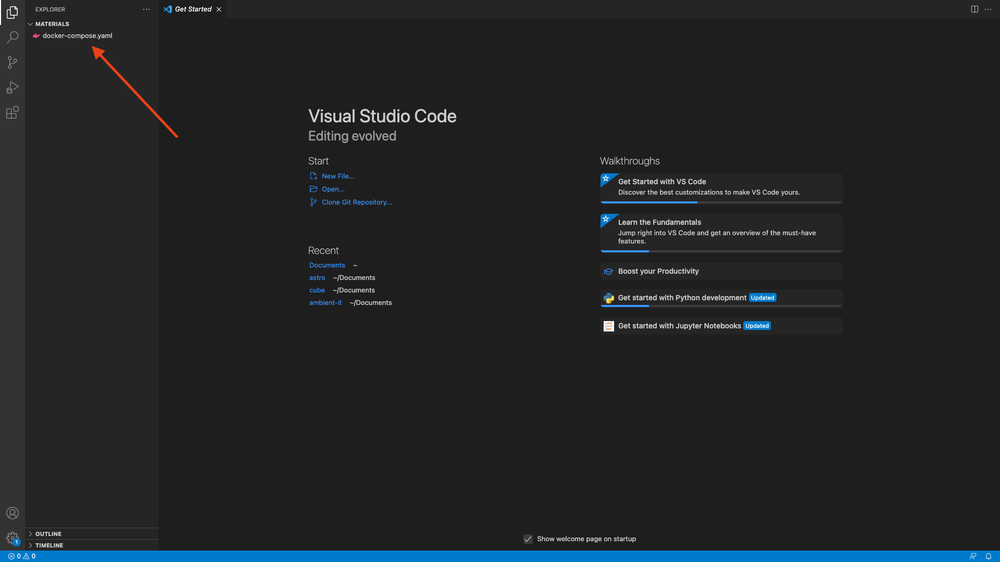 EXPLORER
Get Started
MATERIALS
docker-compose.yaml
Visual Studio Code
Editing evolved
Start
New File...
Open...
Clone Git Repository...
Recent
Documents ~
astro ~/Documents
cube ~/Documents
ambient-it ~/Documents
Walkthroughs
Get Started with VS Code
Discover the best customizations to make VS Code yours.
Learn the Fundamentals
Jump right into VS Code and get an overview of the must-have
features.
Boost your Productivity
Get started with Python development Updated
Get started with Jupyter Notebooks Updated
Show welcome page on startup
OUTLINE
1
TIMELINE
0 0